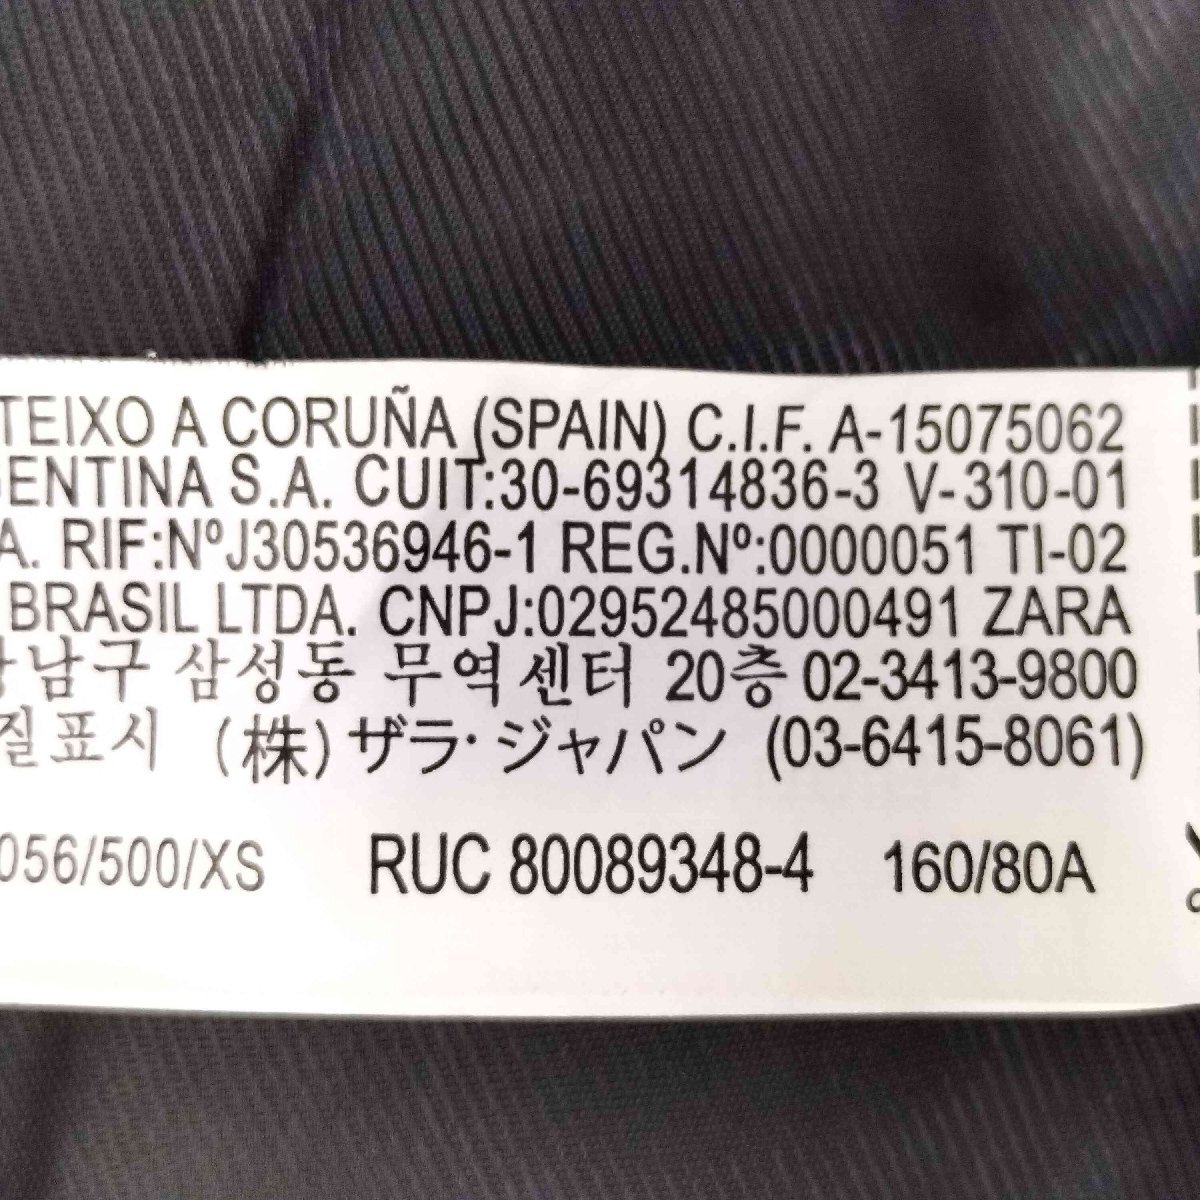 TEIXO A CORUÑA (SPAIN) C.I.F. A-15075062
GENTINA S.A. CUIT:30-69314836-3 V-310-01
A. RIF:NºJ30536946-1 REG.Nº:0000051 TI-02
BRASIL LTDA. CNPJ:02952485000491 ZARA
강남구 삼성동 무역센터 20층 02-3413-9800
질표시 (株)ザラ・ジャパン (03-6415-8061)
056/500/XS RUC 80089348-4 160/80A